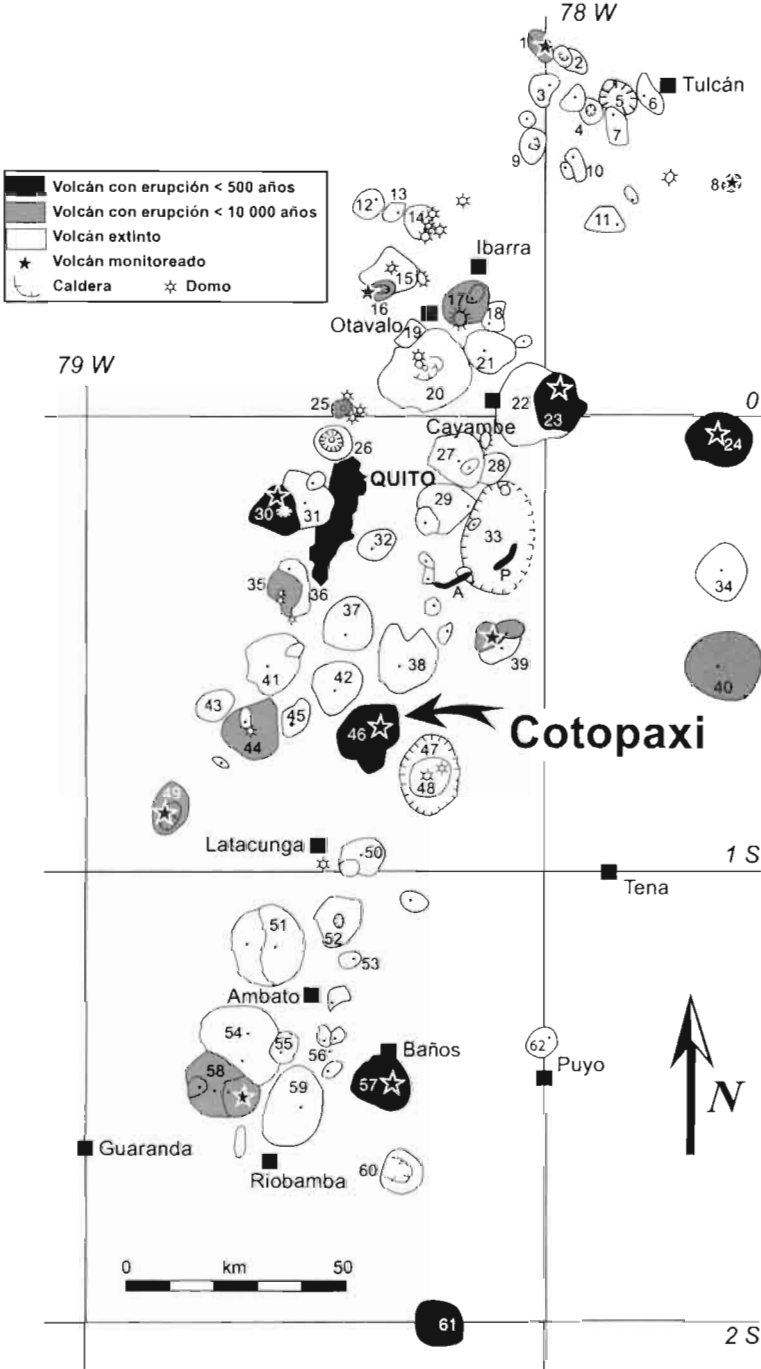 78 W
1
2
3
Tulcán
5
6
4
7
9
10
8
11
Volcán con erupción < 500 años
Volcán con erupción < 10 000 años
Volcán extinto
Volcán monitoreado
Caldera
Domo
12
13
14
Ibarra
15
16
17
18
Otavalo
19
20
21
79 W
0
22
23
Cayambe
24
25
26
27
28
QUITO
29
30
31
32
33
34
A
P
35
36
37
38
39
40
41
42
43
44
45
46
Cotopaxi
47
48
49
Latacunga
50
1 S
Tena
51
52
53
Ambato
54
55
56
Baños
57
58
59
62
Puyo
N
Guaranda
Riobamba
60
0 km 50
61
2 S